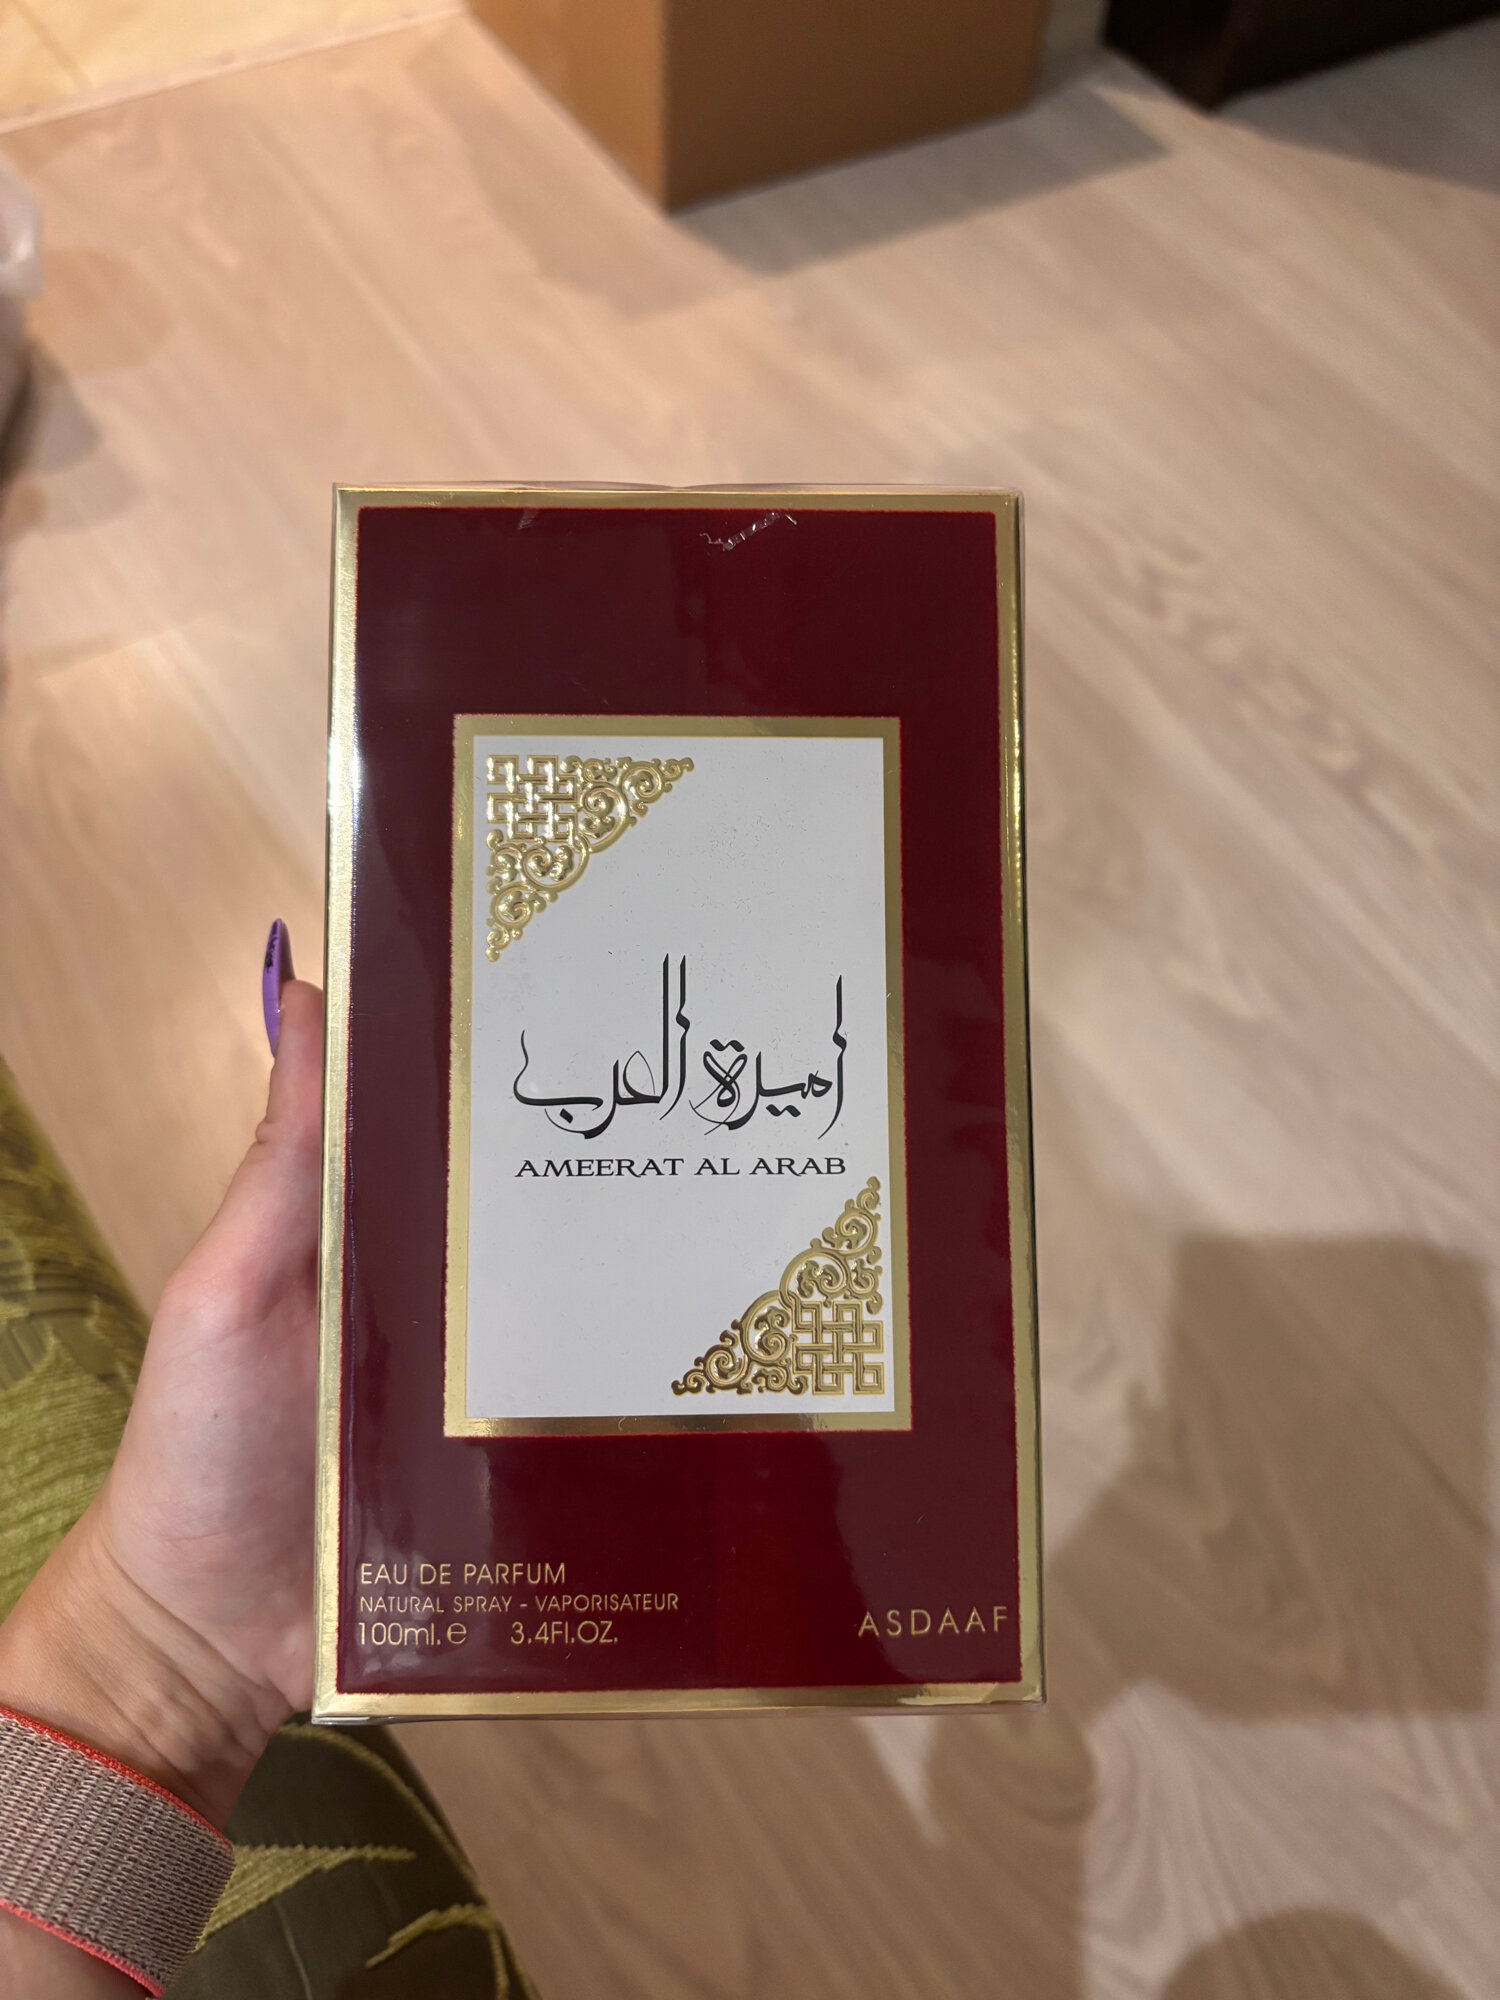 اميرة العرب
AMEERAT AL ARAB
EAU DE PARFUM
NATURAL SPRAY - VAPORISATEUR
100ml. e 3.4Fl.OZ.
ASDAAF